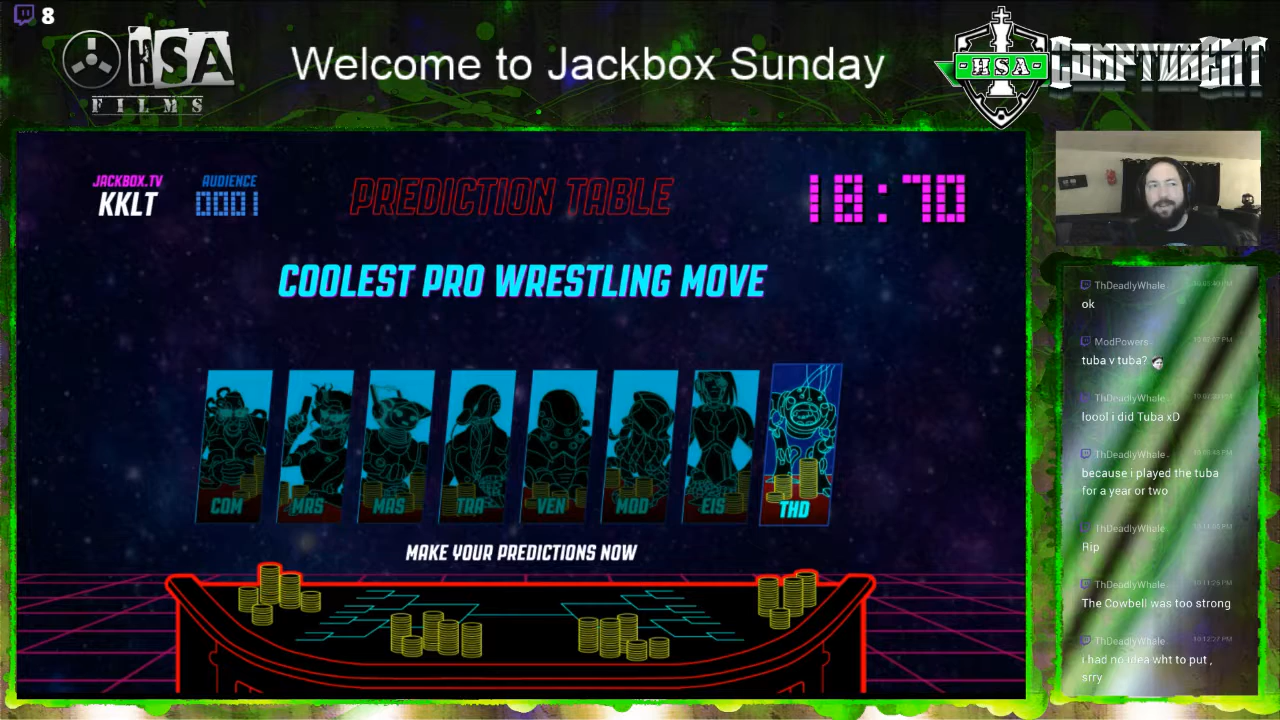 8
HSA
FILMS
Welcome to Jackbox Sunday
-HSA-
JACKBOX.TV
KKLT
AUDIENCE
0001
PREDICTION TABLE
18:70
COOLEST PRO WRESTLING MOVE
COM
MAS
MAS
TRA
VEN
MOD
EIS
THD
MAKE YOUR PREDICTIONS NOW
ThDeadlyWhale
ok
ModPowers
tuba v tuba?
ThDeadlyWhale
loool i did Tuba xD
ThDeadlyWhale
because i played the tuba
for a year or two
ThDeadlyWhale
Rip
ThDeadlyWhale
The Cowbell was too strong
ThDeadlyWhale
i had no idea wht to put ,
srry